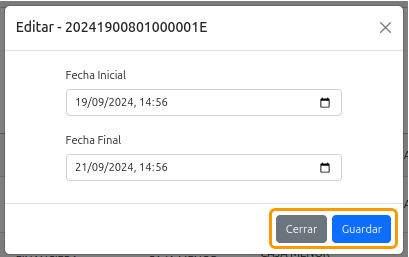 Editar - 20241900801000001E
Fecha Inicial
19/09/2024, 14:56
Fecha Final
21/09/2024, 14:56
Cerrar Guardar